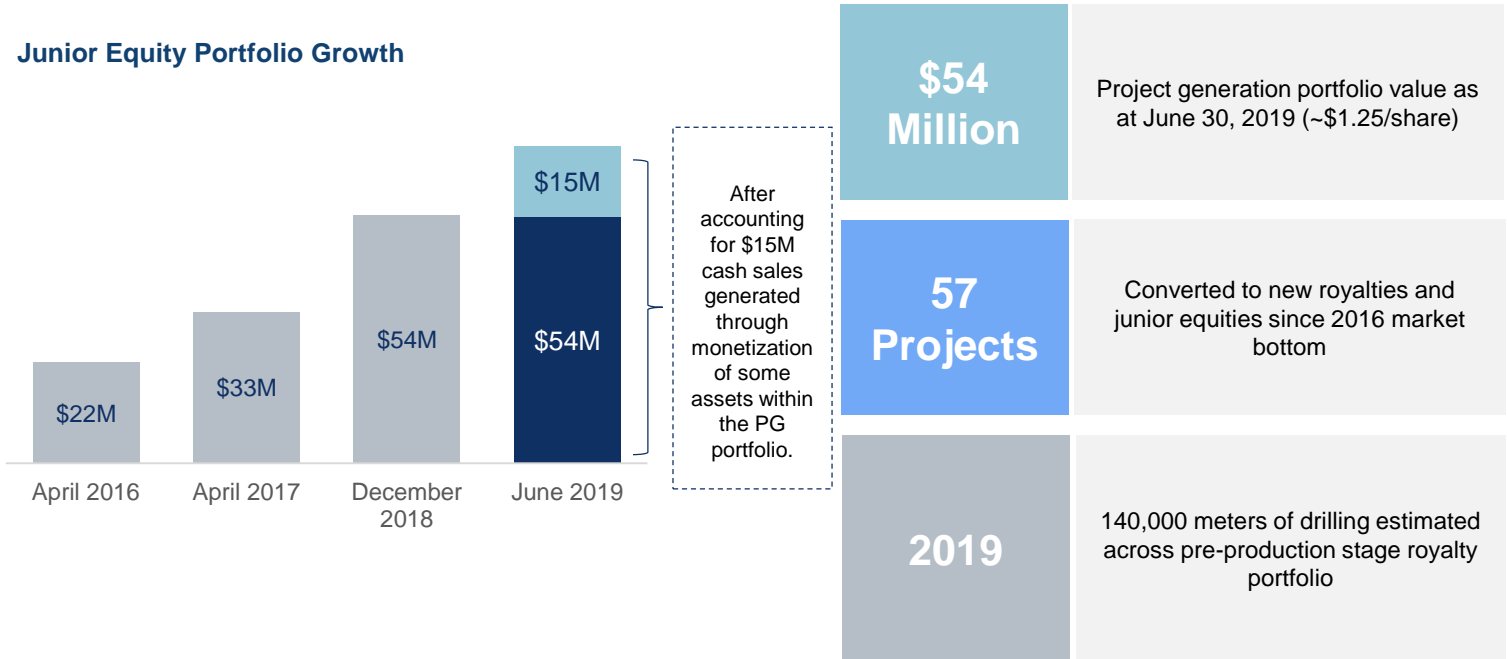 Junior Equity Portfolio Growth
$22M
$33M
$54M
$15M
$54M
April 2016
April 2017
December
2018
June 2019
After
accounting
for $15M
cash sales
generated
through
monetization
of some
assets within
the PG
portfolio.
$54
Million
Project generation portfolio value as
at June 30, 2019 (~$1.25/share)
57
Projects
Converted to new royalties and
junior equities since 2016 market
bottom
2019
140,000 meters of drilling estimated
across pre-production stage royalty
portfolio